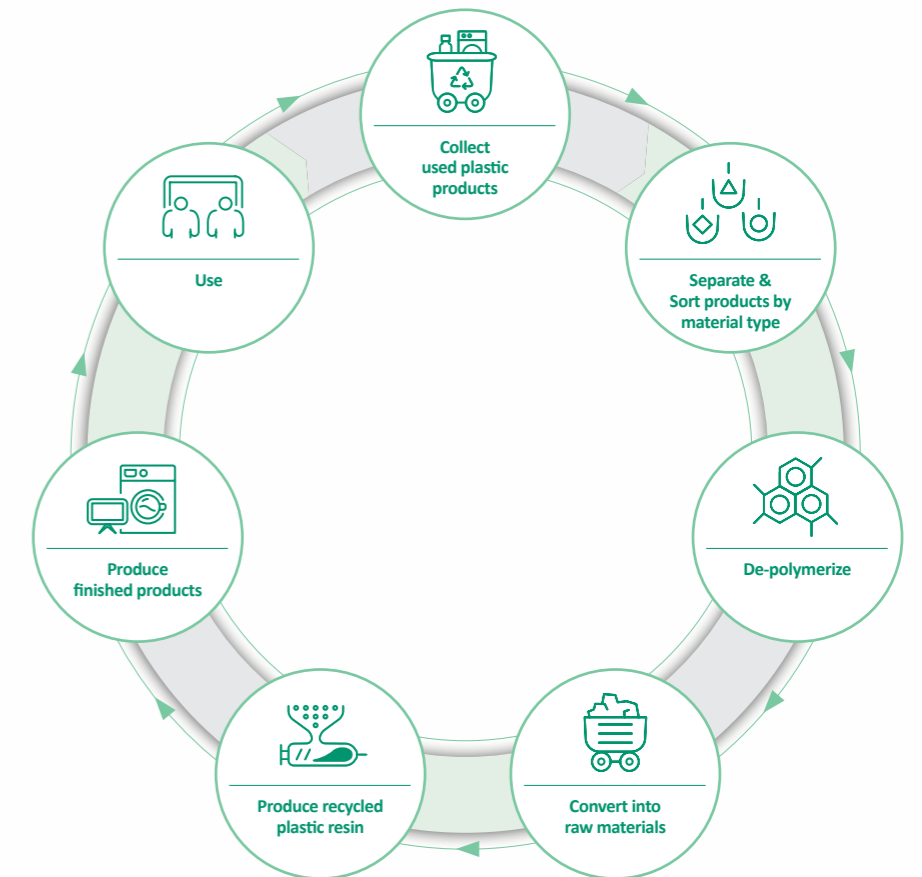 Collect
used plastic
products
Separate &
Sort products by
material type
De-polymerize
Convert into
raw materials
Produce recycled
plastic resin
Produce
finished products
Use